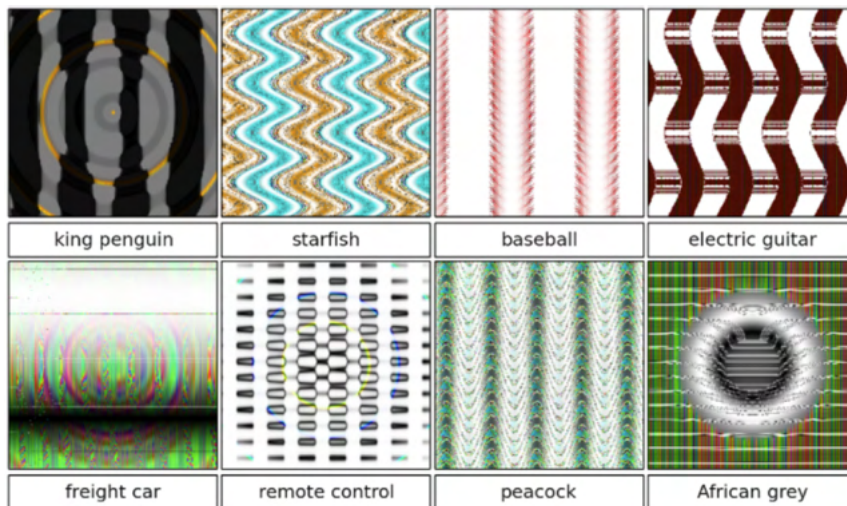 king penguin
starfish
baseball
electric guitar
freight car
remote control
peacock
African grey